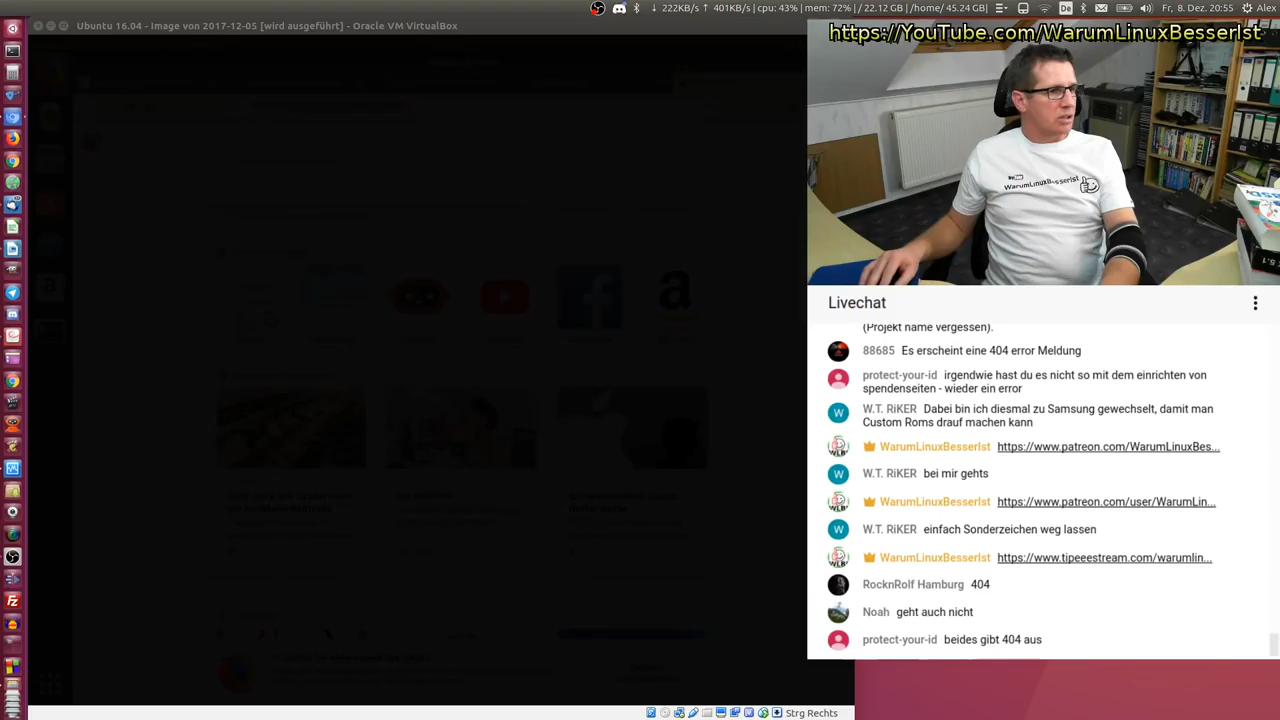 222KB/s 401KB/s cpu: 43% mem: 72% 22.12 GB /home/45.24 GB De Fr, 8. Dez, 20:55 Alex
Ubuntu 16.04 - Image von 2017-12-05 [wird ausgeführt] - Oracle VM VirtualBox
https://YouTube.com/WarumLinuxBesserIst
WarumLinuxBesserIst
Livechat
(Projekt name vergessen).
88685 Es erscheint eine 404 error Meldung
protect-your-id irgendwie hast du es nicht so mit dem einrichten von
spendenseiten - wieder ein error
W.T. RiKER Dabei bin ich diesmal zu Samsung gewechselt, damit man
Custom Roms drauf machen kann
WarumLinuxBesserIst https://www.patreon.com/WarumLinuxBes...
W.T. RiKER bei mir gehts
WarumLinuxBesserIst https://www.patreon.com/user/WarumLin...
W.T. RiKER einfach Sonderzeichen weg lassen
WarumLinuxBesserIst https://www.tipeeestream.com/warumlin...
RocknRolf Hamburg 404
Noah geht auch nicht
protect-your-id beides gibt 404 aus
Strg Rechts